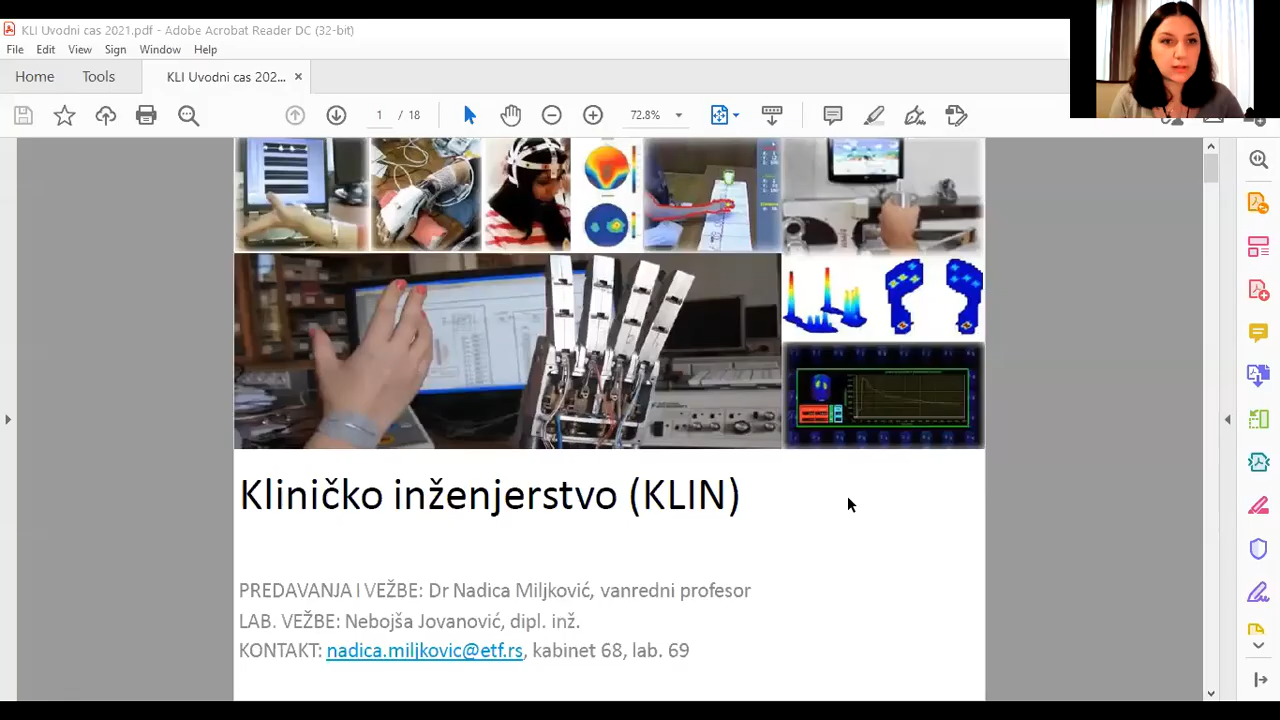 KLI Uvodni cas 2021.pdf - Adobe Acrobat Reader DC (32-bit)
File Edit View Sign Window Help
Home Tools KLI Uvodni cas 202... ×
1 / 18 72.8%
Kliničko inženjerstvo (KLIN)
PREDAVANJA I VEŽBE: Dr Nadica Miljković, vanredni profesor
LAB. VEŽBE: Nebojša Jovanović, dipl. inž.
KONTAKT: nadica.miljkovic@etf.rs, kabinet 68, lab. 69